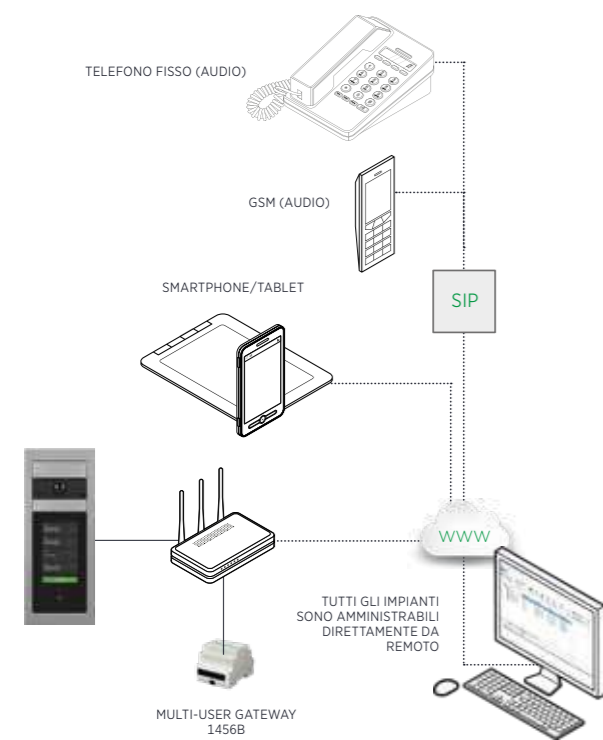 TELEFONO FISSO (AUDIO)
GSM (AUDIO)
SIP
SMARTPHONE/TABLET
WWW
TUTTI GLI IMPIANTI
SONO AMMINISTRABILI
DIRETTAMENTE DA
REMOTO
MULTI-USER GATEWAY
1456B